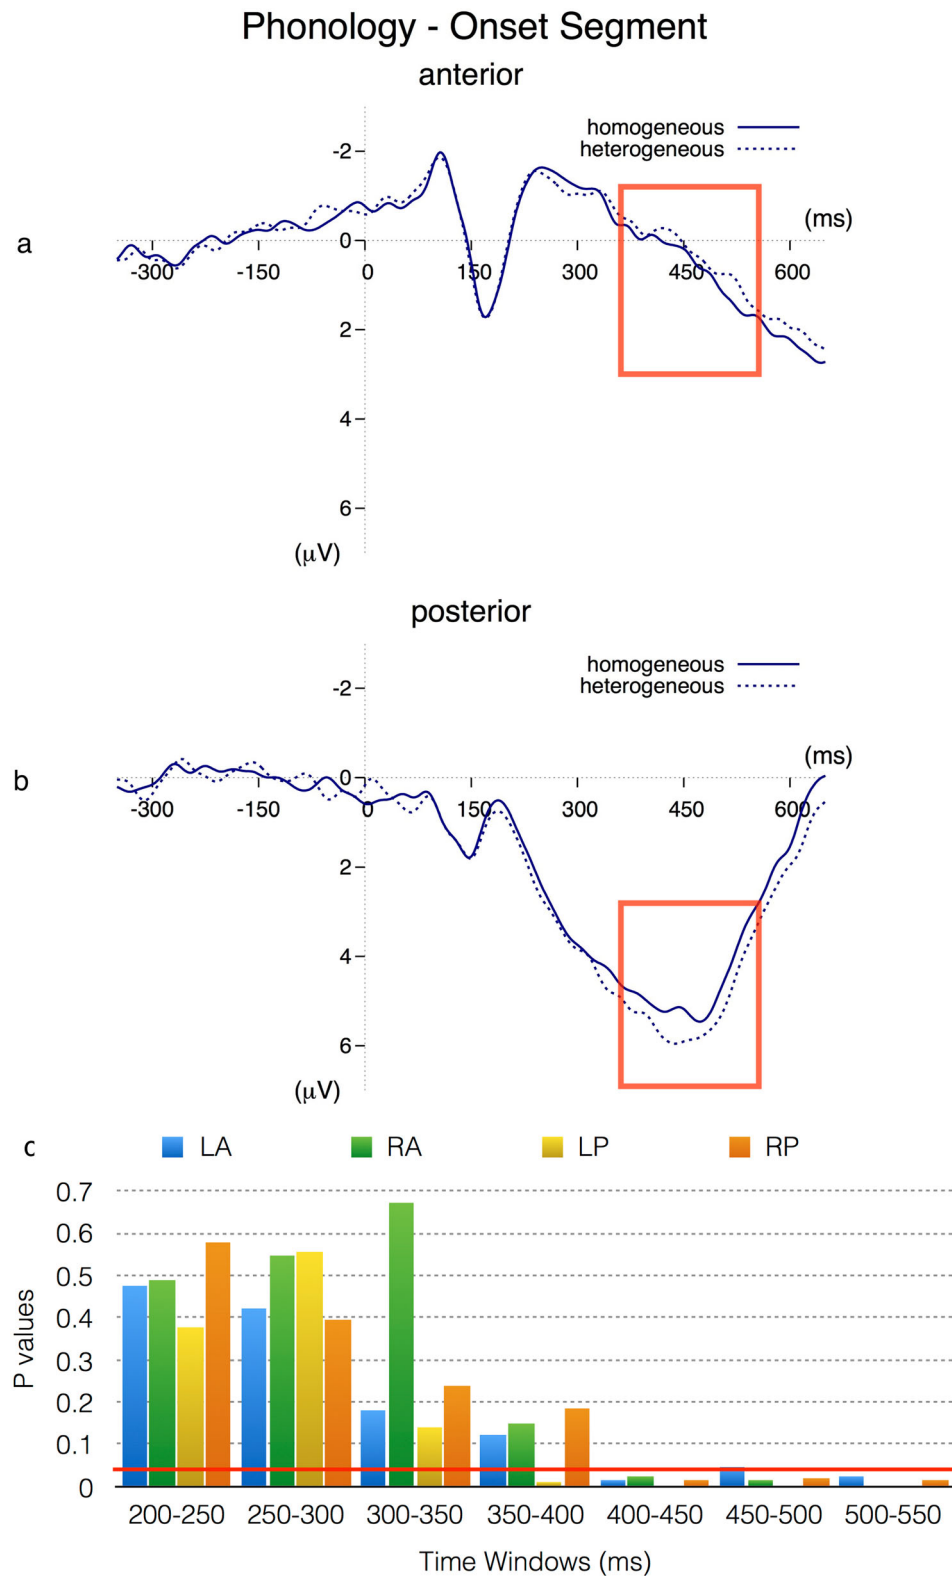 Phonology - Onset Segment
anterior
homogeneous
heterogeneous
-2
(ms)
a
0
-300 -150 0 150 300 450 600
2
4
6
(µV)
posterior
homogeneous
heterogeneous
-2
(ms)
b
0
-300 -150 0 150 300 450 600
2
4
6
(µV)
c LA RA LP RP
0.7
0.6
0.5
0.4
0.3
0.2
0.1
0
P values
200-250 250-300 300-350 350-400 400-450 450-500 500-550
Time Windows (ms)